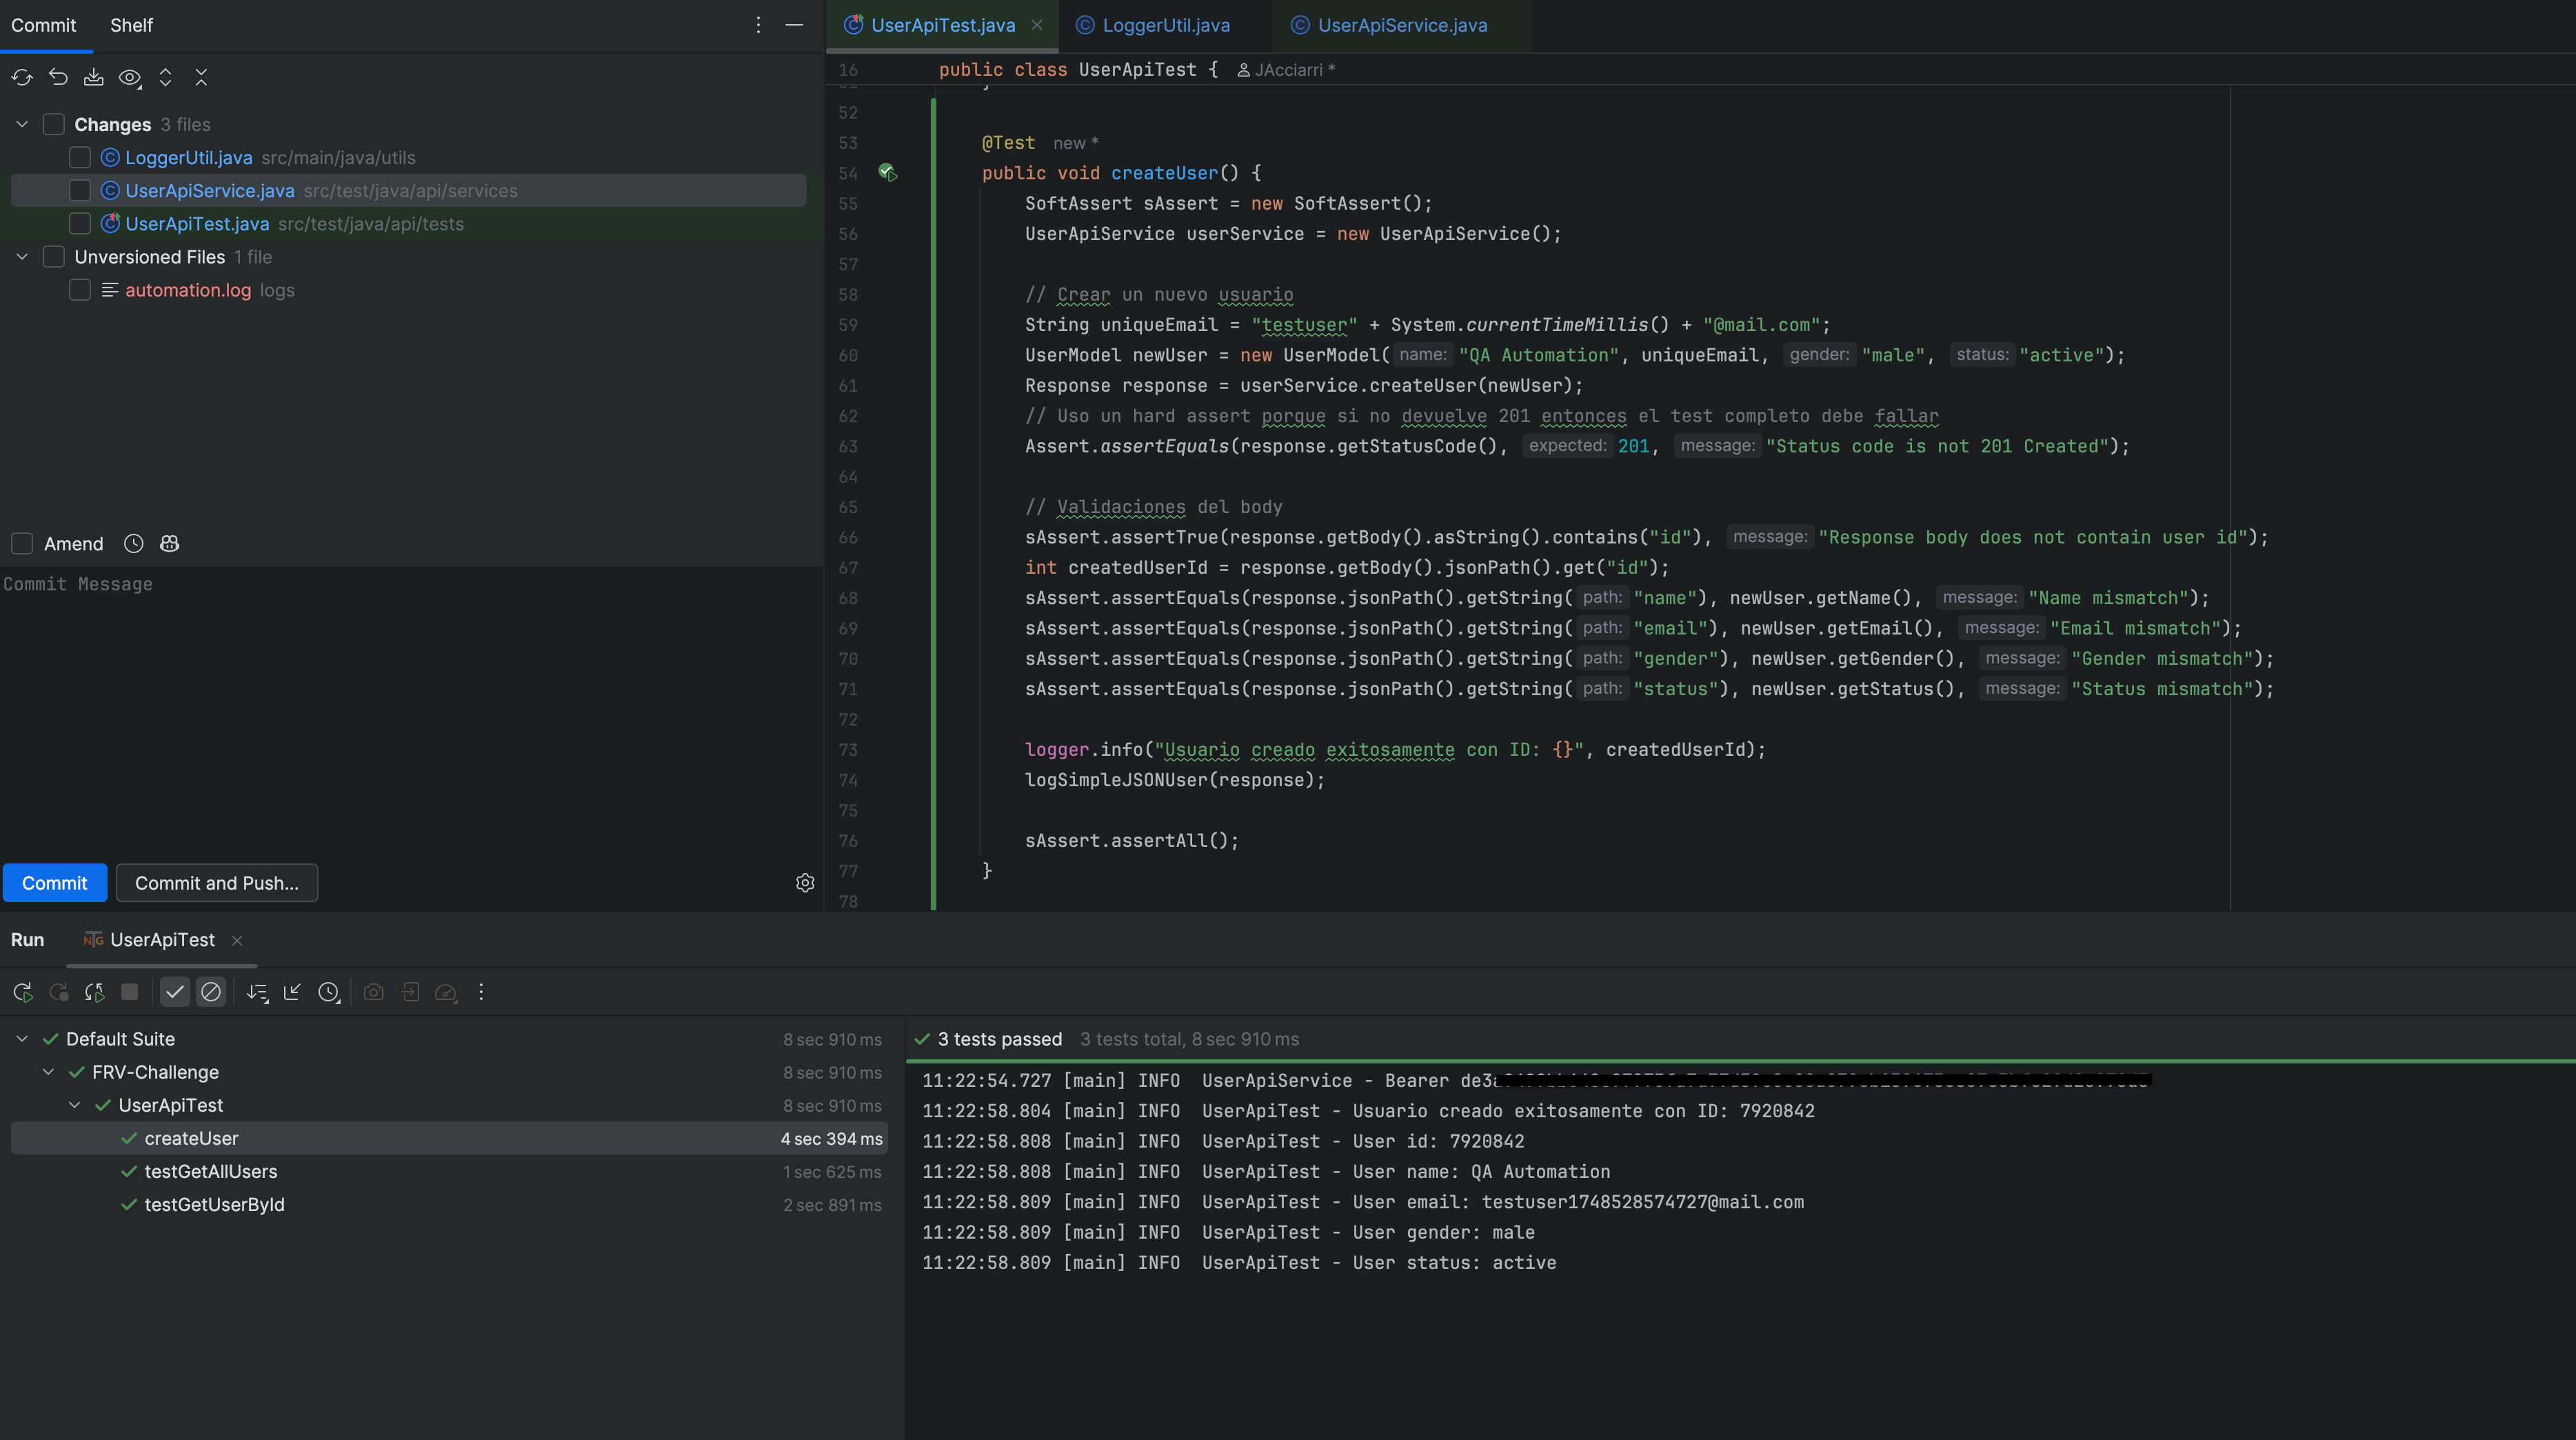 Commit Shelf
Changes 3 files
LoggerUtil.java src/main/java/utils
UserApiService.java src/test/java/api/services
UserApiTest.java src/test/java/api/tests
Unversioned Files 1 file
automation.log logs
Amend
Commit Message
Commit Commit and Push...
UserApiTest.java LoggerUtil.java UserApiService.java
16 public class UserApiTest { JAcciarri *
52
53 @Test new *
54 public void createUser() {
55 SoftAssert sAssert = new SoftAssert();
56 UserApiService userService = new UserApiService();
57
58 // Crear un nuevo usuario
59 String uniqueEmail = "testuser" + System.currentTimeMillis() + "@mail.com";
60 UserModel newUser = new UserModel( name: "QA Automation", uniqueEmail, gender: "male", status: "active");
61 Response response = userService.createUser(newUser);
62 // Uso un hard assert porque si no devuelve 201 entonces el test completo debe fallar
63 Assert.assertEquals(response.getStatusCode(), expected: 201, message: "Status code is not 201 Created");
64
65 // Validaciones del body
66 sAssert.assertTrue(response.getBody().asString().contains("id"), message: "Response body does not contain user id");
67 int createdUserId = response.getBody().jsonPath().get("id");
68 sAssert.assertEquals(response.jsonPath().getString( path: "name"), newUser.getName(), message: "Name mismatch");
69 sAssert.assertEquals(response.jsonPath().getString( path: "email"), newUser.getEmail(), message: "Email mismatch");
70 sAssert.assertEquals(response.jsonPath().getString( path: "gender"), newUser.getGender(), message: "Gender mismatch");
71 sAssert.assertEquals(response.jsonPath().getString( path: "status"), newUser.getStatus(), message: "Status mismatch");
72
73 logger.info("Usuario creado exitosamente con ID: {}", createdUserId);
74 logSimpleJSONUser(response);
75
76 sAssert.assertAll();
77 }
78
Run UserApiTest
Default Suite 8 sec 910 ms
FRV-Challenge 8 sec 910 ms
UserApiTest 8 sec 910 ms
createUser 4 sec 394 ms
testGetAllUsers 1 sec 625 ms
testGetUserById 2 sec 891 ms
3 tests passed 3 tests total, 8 sec 910 ms
11:22:54.727 [main] INFO UserApiService - Bearer
11:22:58.804 [main] INFO UserApiTest - Usuario creado exitosamente con ID: 7920842
11:22:58.808 [main] INFO UserApiTest - User id: 7920842
11:22:58.808 [main] INFO UserApiTest - User name: QA Automation
11:22:58.809 [main] INFO UserApiTest - User email: testuser1748528574727@mail.com
11:22:58.809 [main] INFO UserApiTest - User gender: male
11:22:58.809 [main] INFO UserApiTest - User status: active